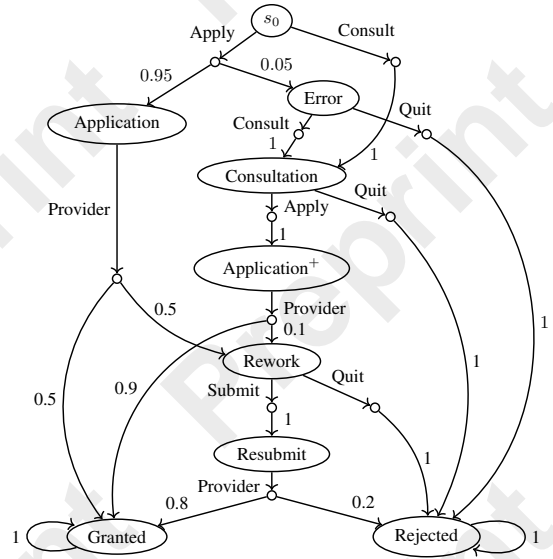 s₀
Apply
Consult
0.95
0.05
Error
Application
Consult
Quit
1
1
Consultation
Quit
Apply
Provider
1
Application⁺
Provider
0.5
0.1
1
Rework
1
0.5
0.9
Submit
Quit
1
Resubmit
1
Provider
0.8
0.2
1
Granted
Rejected
1
Preprint